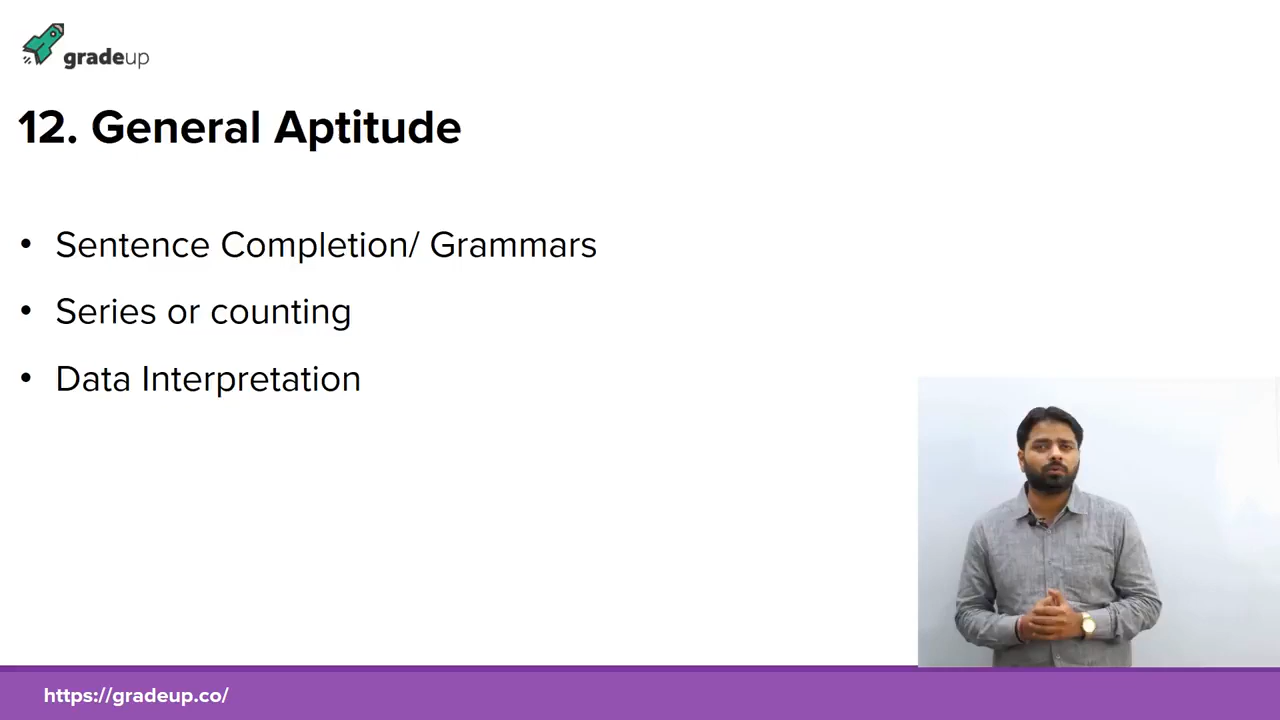 gradeup
12. General Aptitude
• Sentence Completion/ Grammars
• Series or counting
• Data Interpretation
https://gradeup.co/